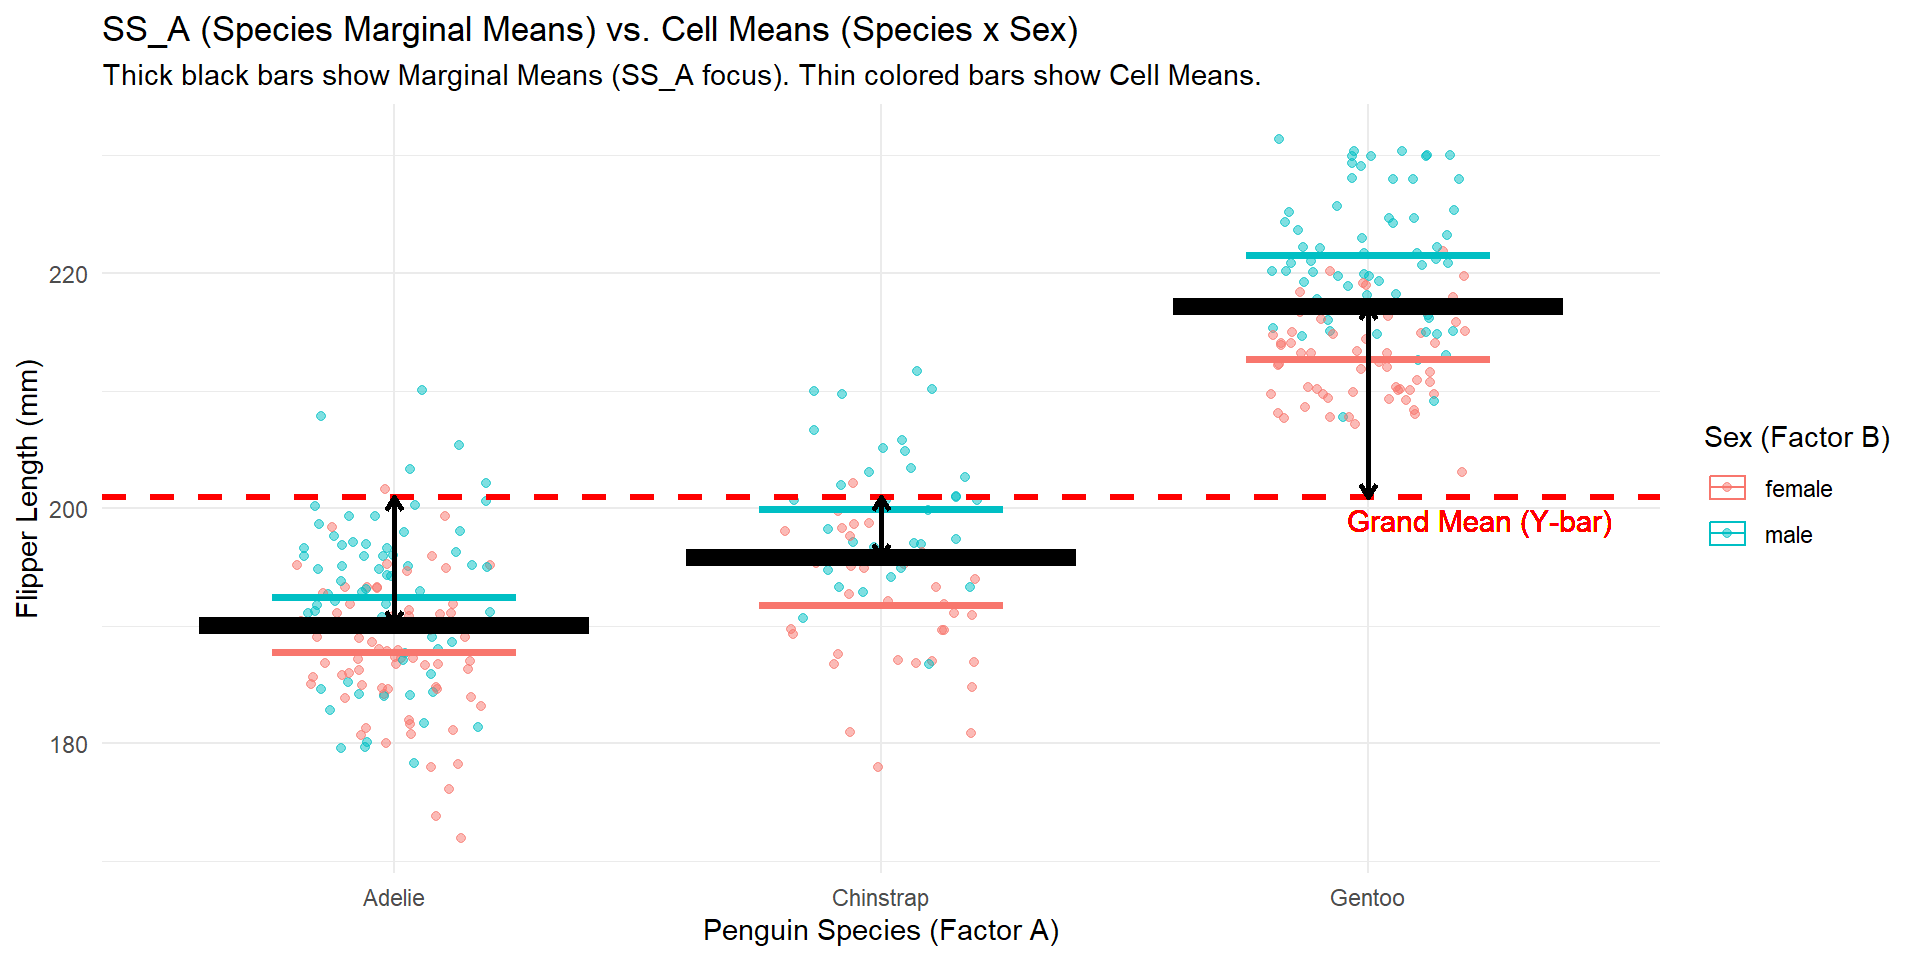 SS_A (Species Marginal Means) vs. Cell Means (Species x Sex)
Thick black bars show Marginal Means (SS_A focus). Thin colored bars show Cell Means.
Flipper Length (mm)
220
200
180
Grand Mean (Y-bar)
Adelie
Chinstrap
Gentoo
Penguin Species (Factor A)
Sex (Factor B)
female
male